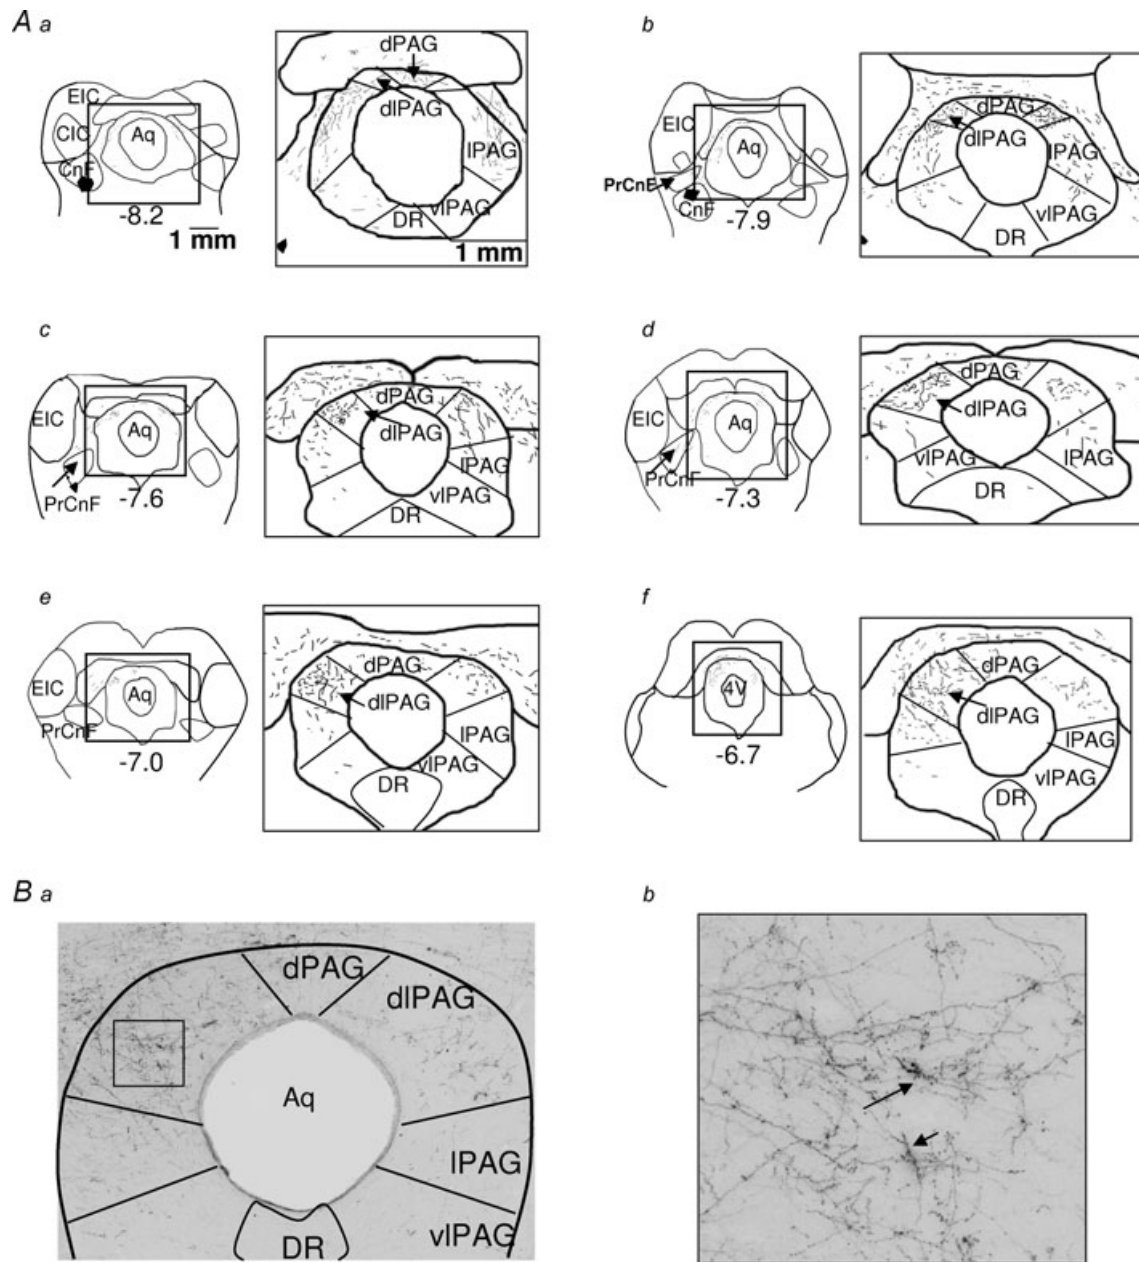 A a
EIC
CIC
CnF
Aq
-8.2
1 mm
dPAG
dlPAG
lPAG
vlPAG
DR
1 mm
b
EIC
Aq
PrCnF
CnF
-7.9
dPAG
dlPAG
lPAG
vlPAG
DR
c
EIC
Aq
PrCnF
-7.6
dPAG
dlPAG
lPAG
vlPAG
DR
d
EIC
Aq
PrCnF
-7.3
dPAG
dlPAG
vlPAG
lPAG
DR
e
EIC
Aq
PrCnF
-7.0
dPAG
dlPAG
lPAG
vlPAG
DR
f
4V
-6.7
dPAG
dlPAG
lPAG
vlPAG
DR
B a
dPAG
dlPAG
Aq
lPAG
vlPAG
DR
b